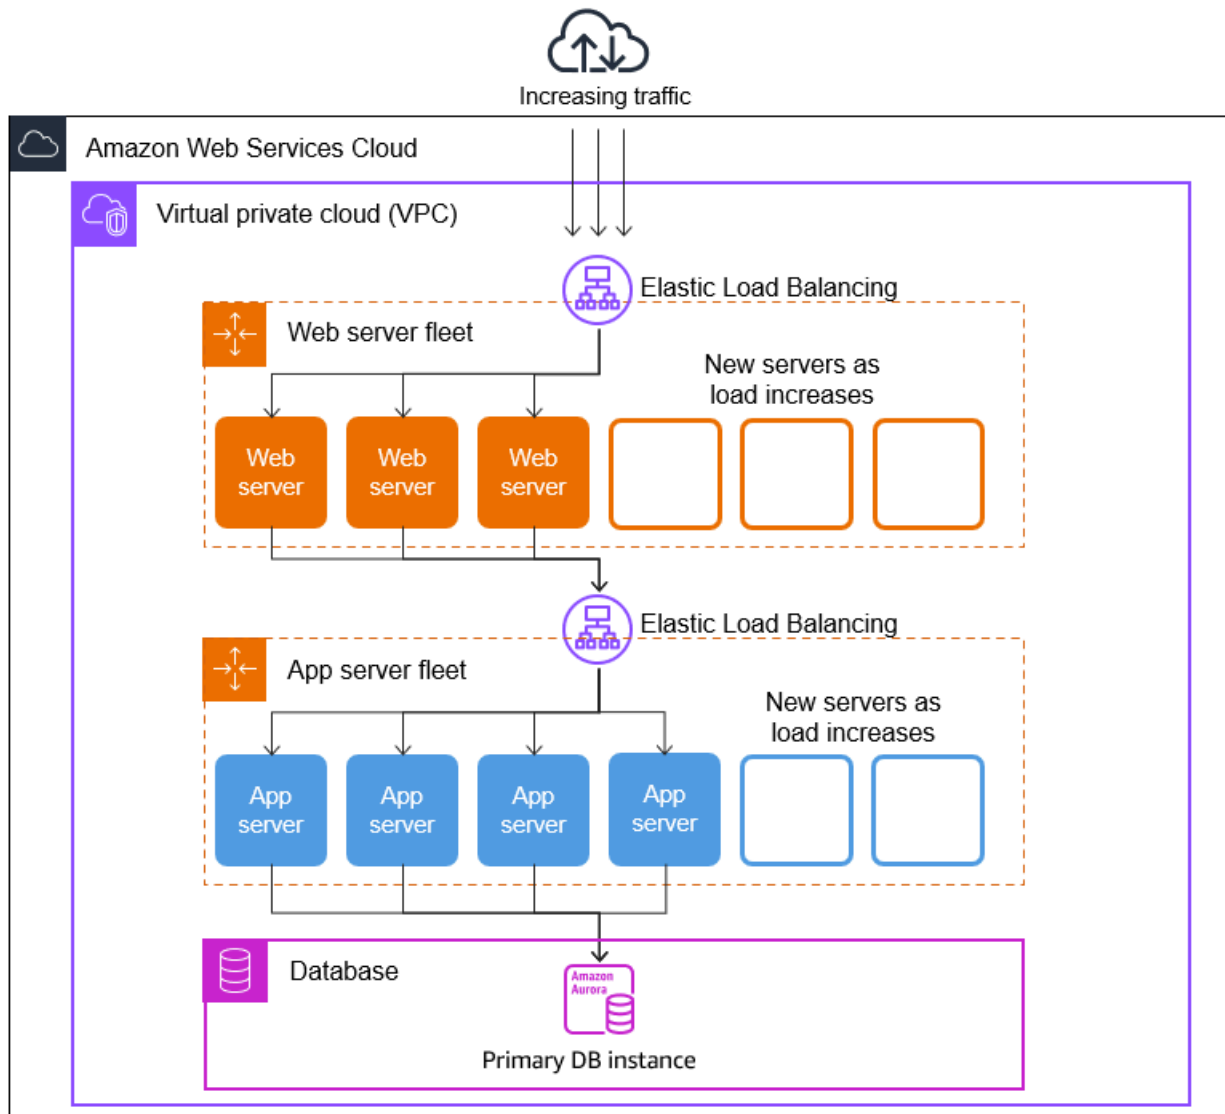 Increasing traffic
Amazon Web Services Cloud
Virtual private cloud (VPC)
Elastic Load Balancing
Web server fleet
New servers as
load increases
Web
server
Web
server
Web
server
Elastic Load Balancing
App server fleet
New servers as
load increases
App
server
App
server
App
server
App
server
Database
Amazon
Aurora
Primary DB instance